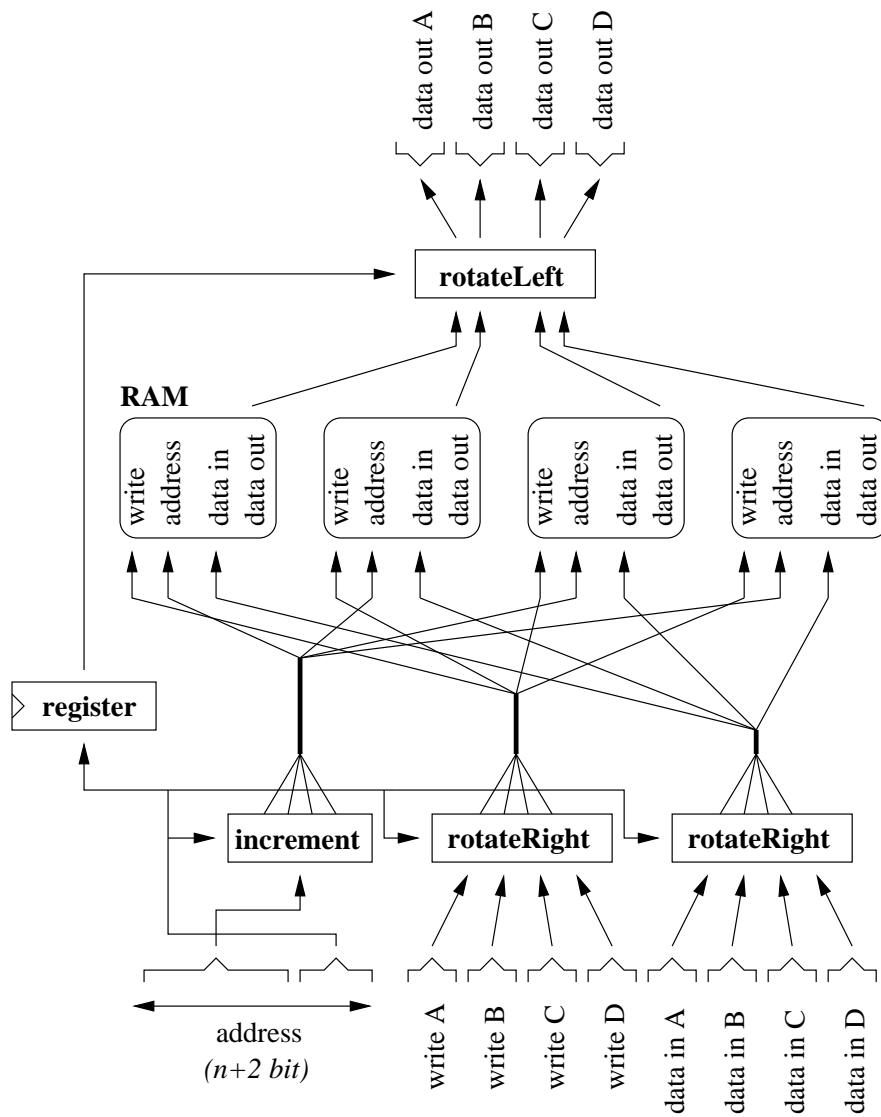 data out A
data out B
data out C
data out D
rotateLeft
RAM
write
address
data in
data out
write
address
data in
data out
write
address
data in
data out
write
address
data in
data out
register
increment
rotateRight
rotateRight
address
(n+2 bit)
write A
write B
write C
write D
data in A
data in B
data in C
data in D